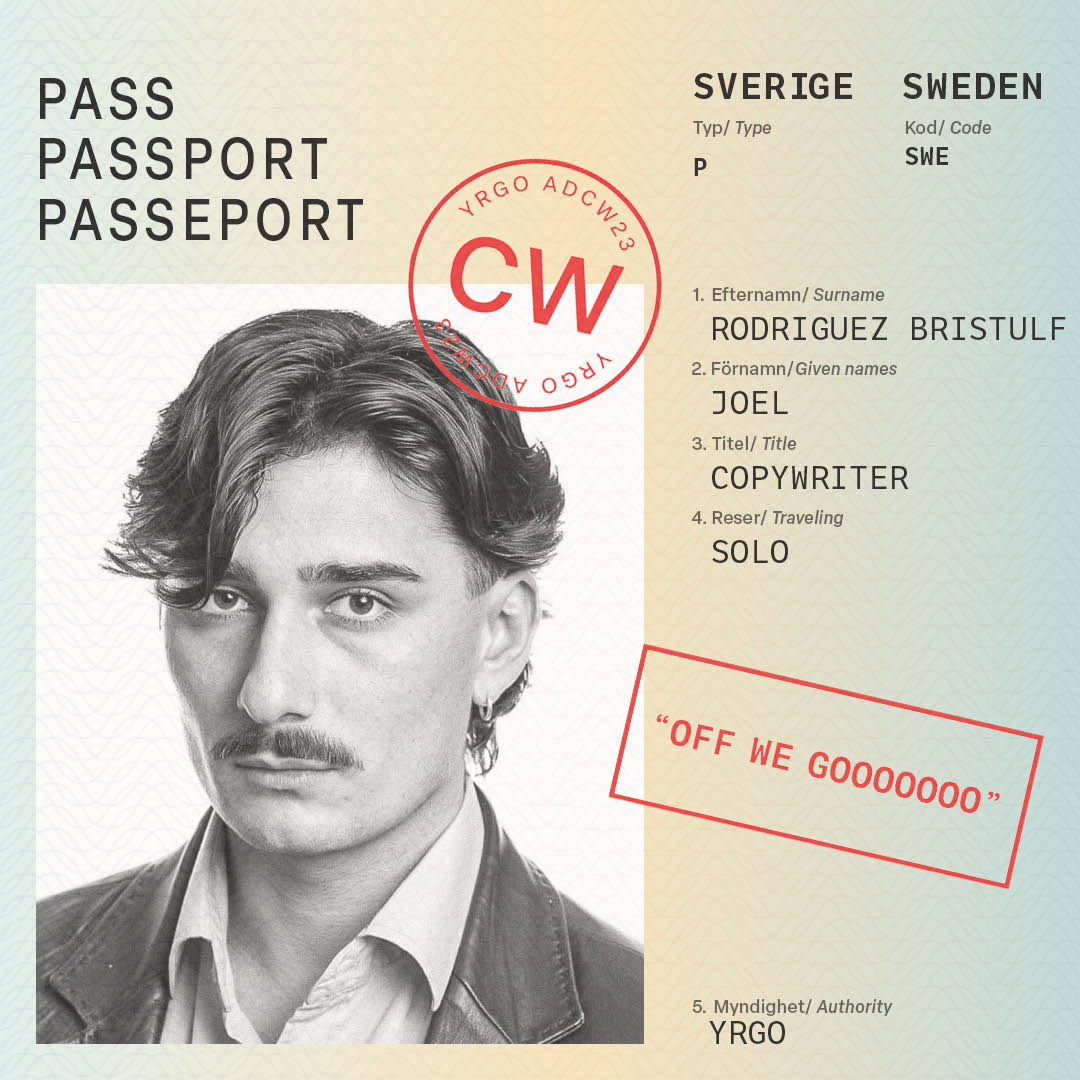 PASS
PASSPORT
PASSEPORT
YRGO ADCW23
CW
YRGO ADCW23
SVERIGE SWEDEN
Typ/ Type Kod/ Code
P SWE
1. Efternamn/ Surname
RODRIGUEZ BRISTULF
2. Förnamn/Given names
JOEL
3. Titel/ Title
COPYWRITER
4. Reser/ Traveling
SOLO
“OFF WE GOOOOOOO”
5. Myndighet/ Authority
YRGO